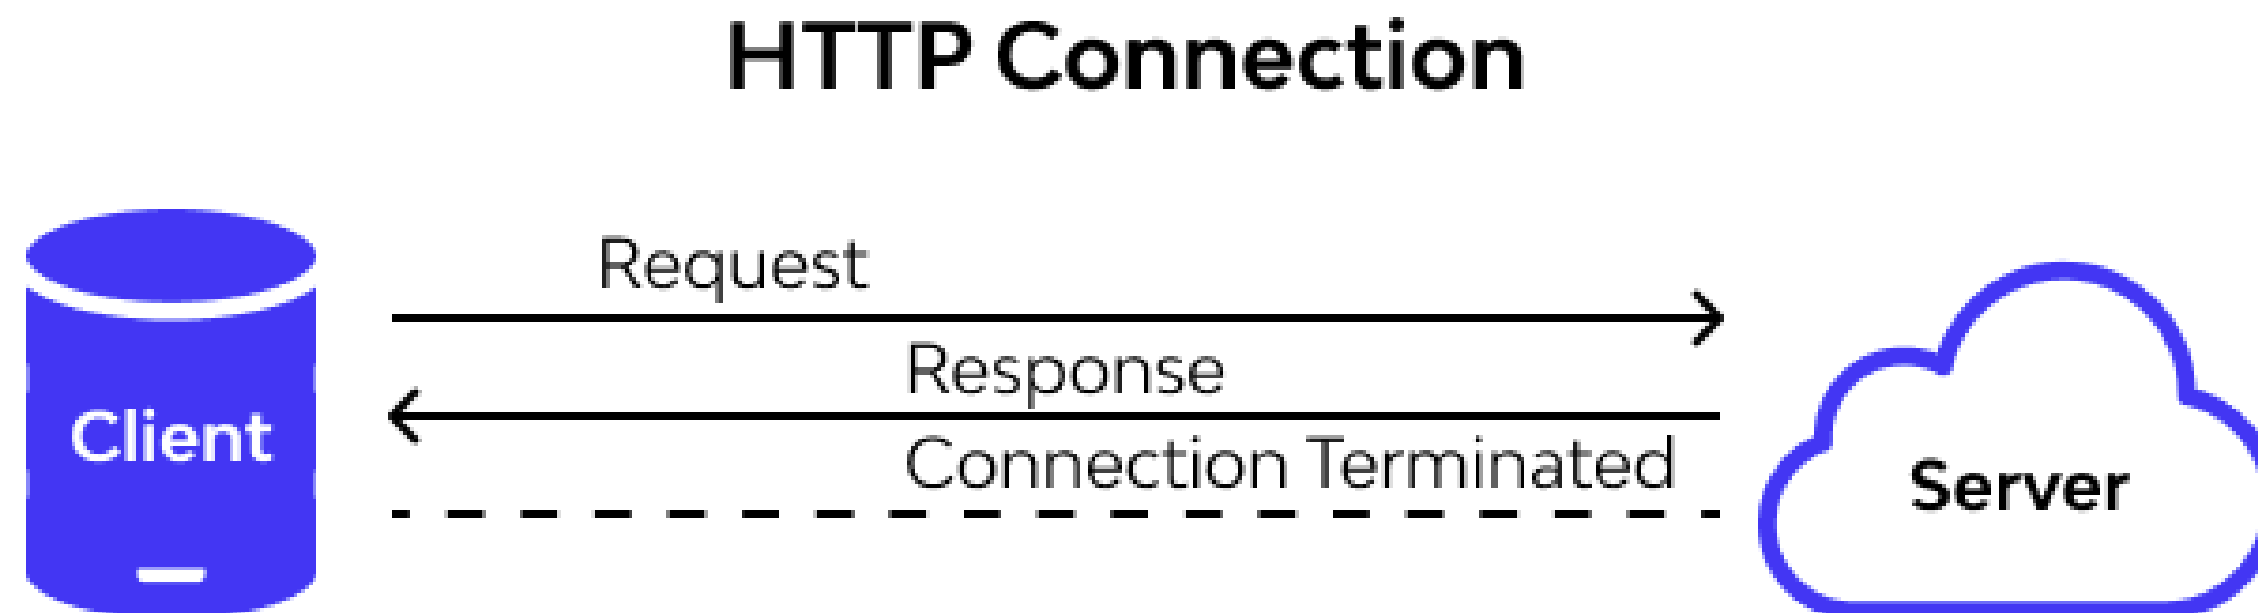 HTTP Connection
Request
Response
Client
Connection Terminated
Server